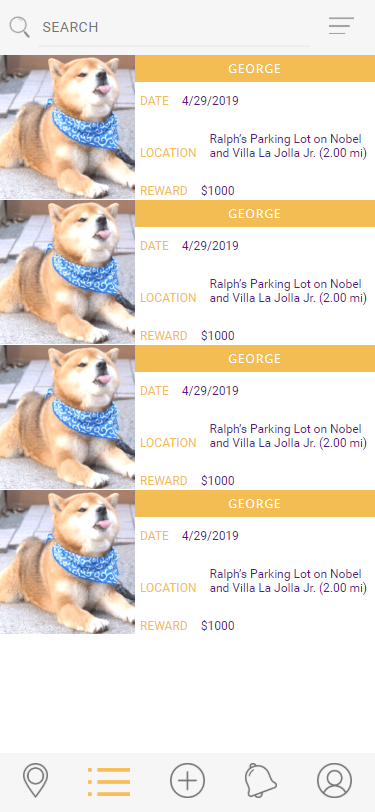 SEARCH
GEORGE
DATE 4/29/2019
LOCATION Ralph's Parking Lot on Nobel
and Villa La Jolla Jr. (2.00 mi)
REWARD $1000
GEORGE
DATE 4/29/2019
LOCATION Ralph's Parking Lot on Nobel
and Villa La Jolla Jr. (2.00 mi)
REWARD $1000
GEORGE
DATE 4/29/2019
LOCATION Ralph's Parking Lot on Nobel
and Villa La Jolla Jr. (2.00 mi)
REWARD $1000
GEORGE
DATE 4/29/2019
LOCATION Ralph's Parking Lot on Nobel
and Villa La Jolla Jr. (2.00 mi)
REWARD $1000